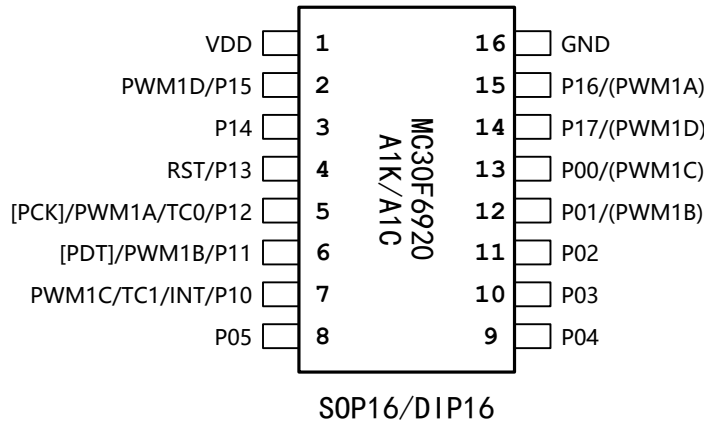 VDD 1 16 GND
PWM1D/P15 2 15 P16/(PWM1A)
P14 3 14 P17/(PWM1D)
RST/P13 4 13 P00/(PWM1C)
[PCK]/PWM1A/TC0/P12 5 12 P01/(PWM1B)
[PDT]/PWM1B/P11 6 11 P02
PWM1C/TC1/INT/P10 7 10 P03
P05 8 9 P04
MC30F6920
A1K/A1C
SOP16/DIP16